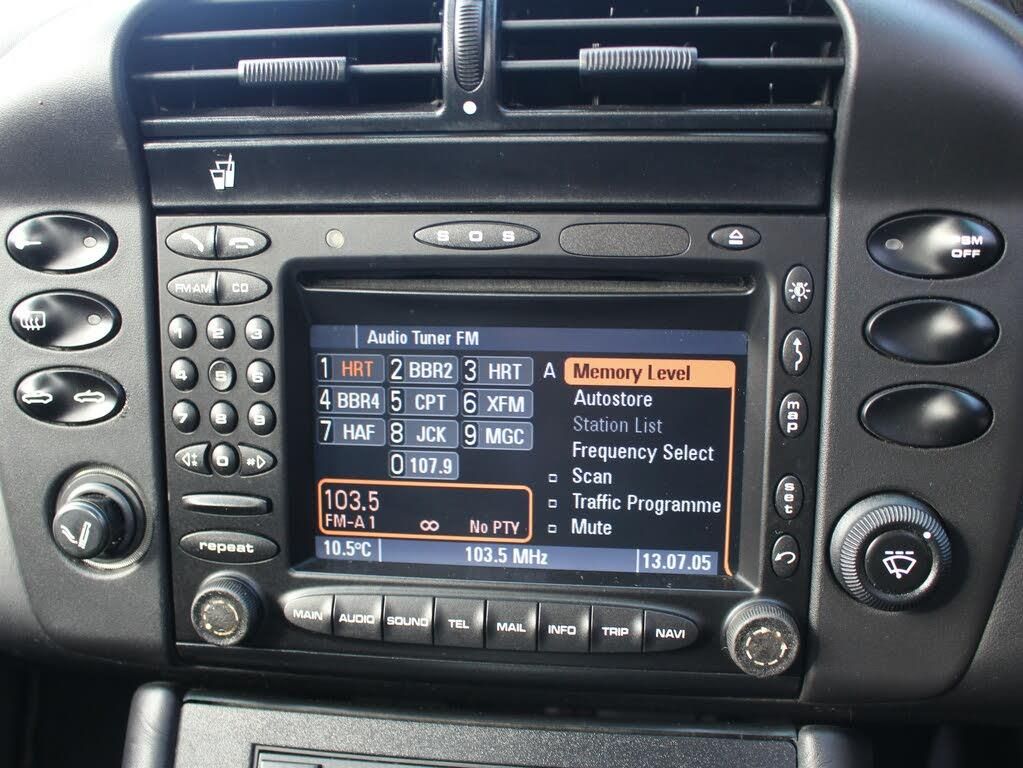 S O S
PSM
OFF
FM·AM CD
1 2 3
4 5 6
7 8 9
0 #
repeat
map
set
Audio Tuner FM
1 HRT 2 BBR2 3 HRT
4 BBR4 5 CPT 6 XFM
7 HAF 8 JCK 9 MGC
0 107.9
A Memory Level
Autostore
Station List
Frequency Select
Scan
Traffic Programme
Mute
103.5
FM-A 1 ∞ No PTY
10.5°C 103.5 MHz 13.07.05
MAIN AUDIO SOUND TEL MAIL INFO TRIP NAVI